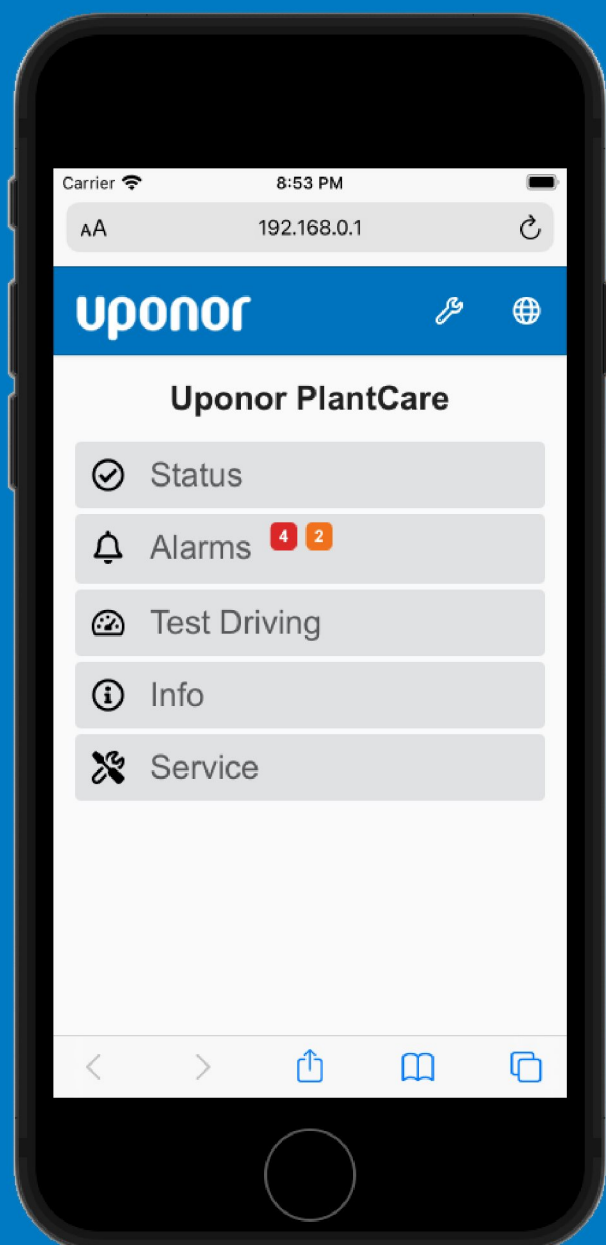 Carrier 8:53 PM
AA 192.168.0.1
uponor
Uponor PlantCare
Status
Alarms 4 2
Test Driving
Info
Service